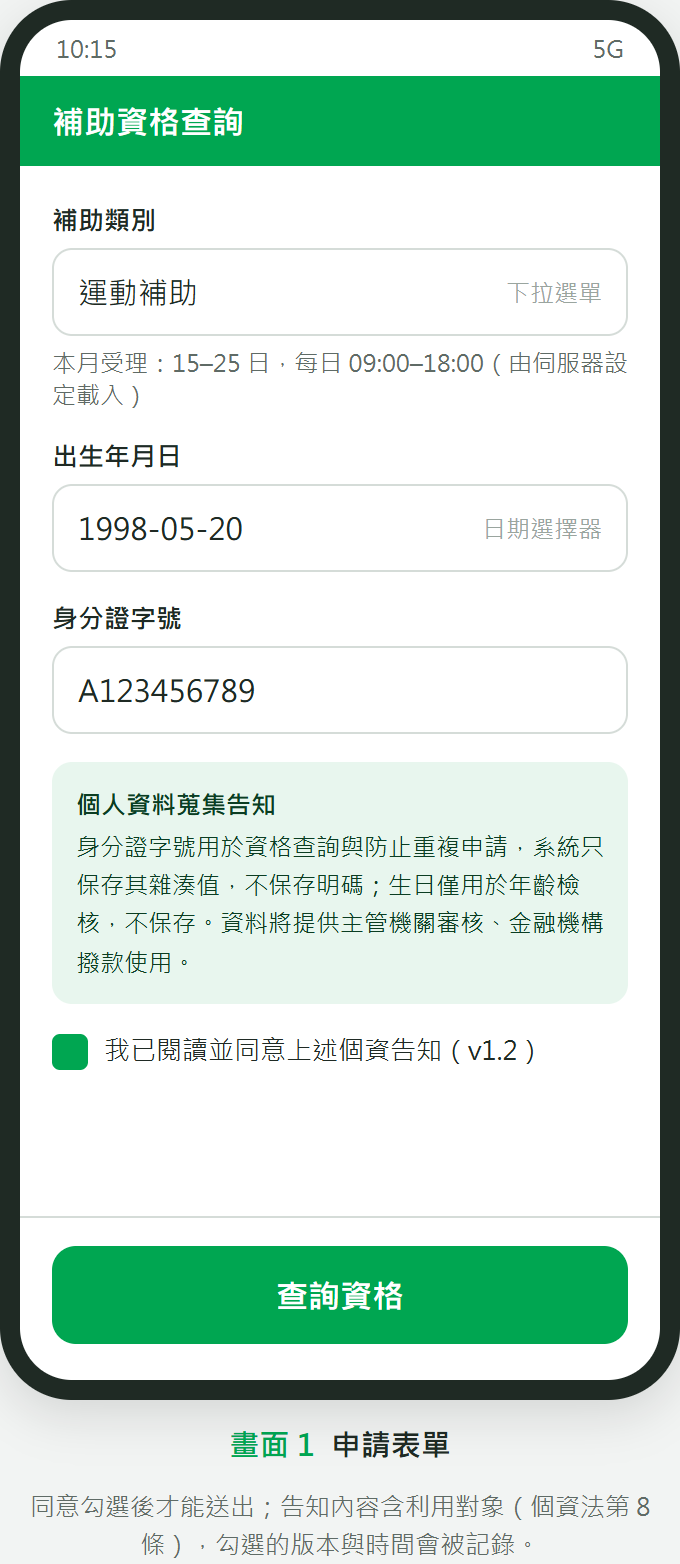 10:15 5G
補助資格查詢
補助類別
運動補助 下拉選單
本月受理：15–25 日，每日 09:00–18:00（由伺服器設
定載入）
出生年月日
1998-05-20 日期選擇器
身分證字號
A123456789
個人資料蒐集告知
身分證字號用於資格查詢與防止重複申請，系統只
保存其雜湊值，不保存明碼；生日僅用於年齡檢
核，不保存。資料將提供主管機關審核、金融機構
撥款使用。
我已閱讀並同意上述個資告知（v1.2）
查詢資格
畫面 1 申請表單
同意勾選後才能送出；告知內容含利用對象（個資法第 8
條），勾選的版本與時間會被記錄。